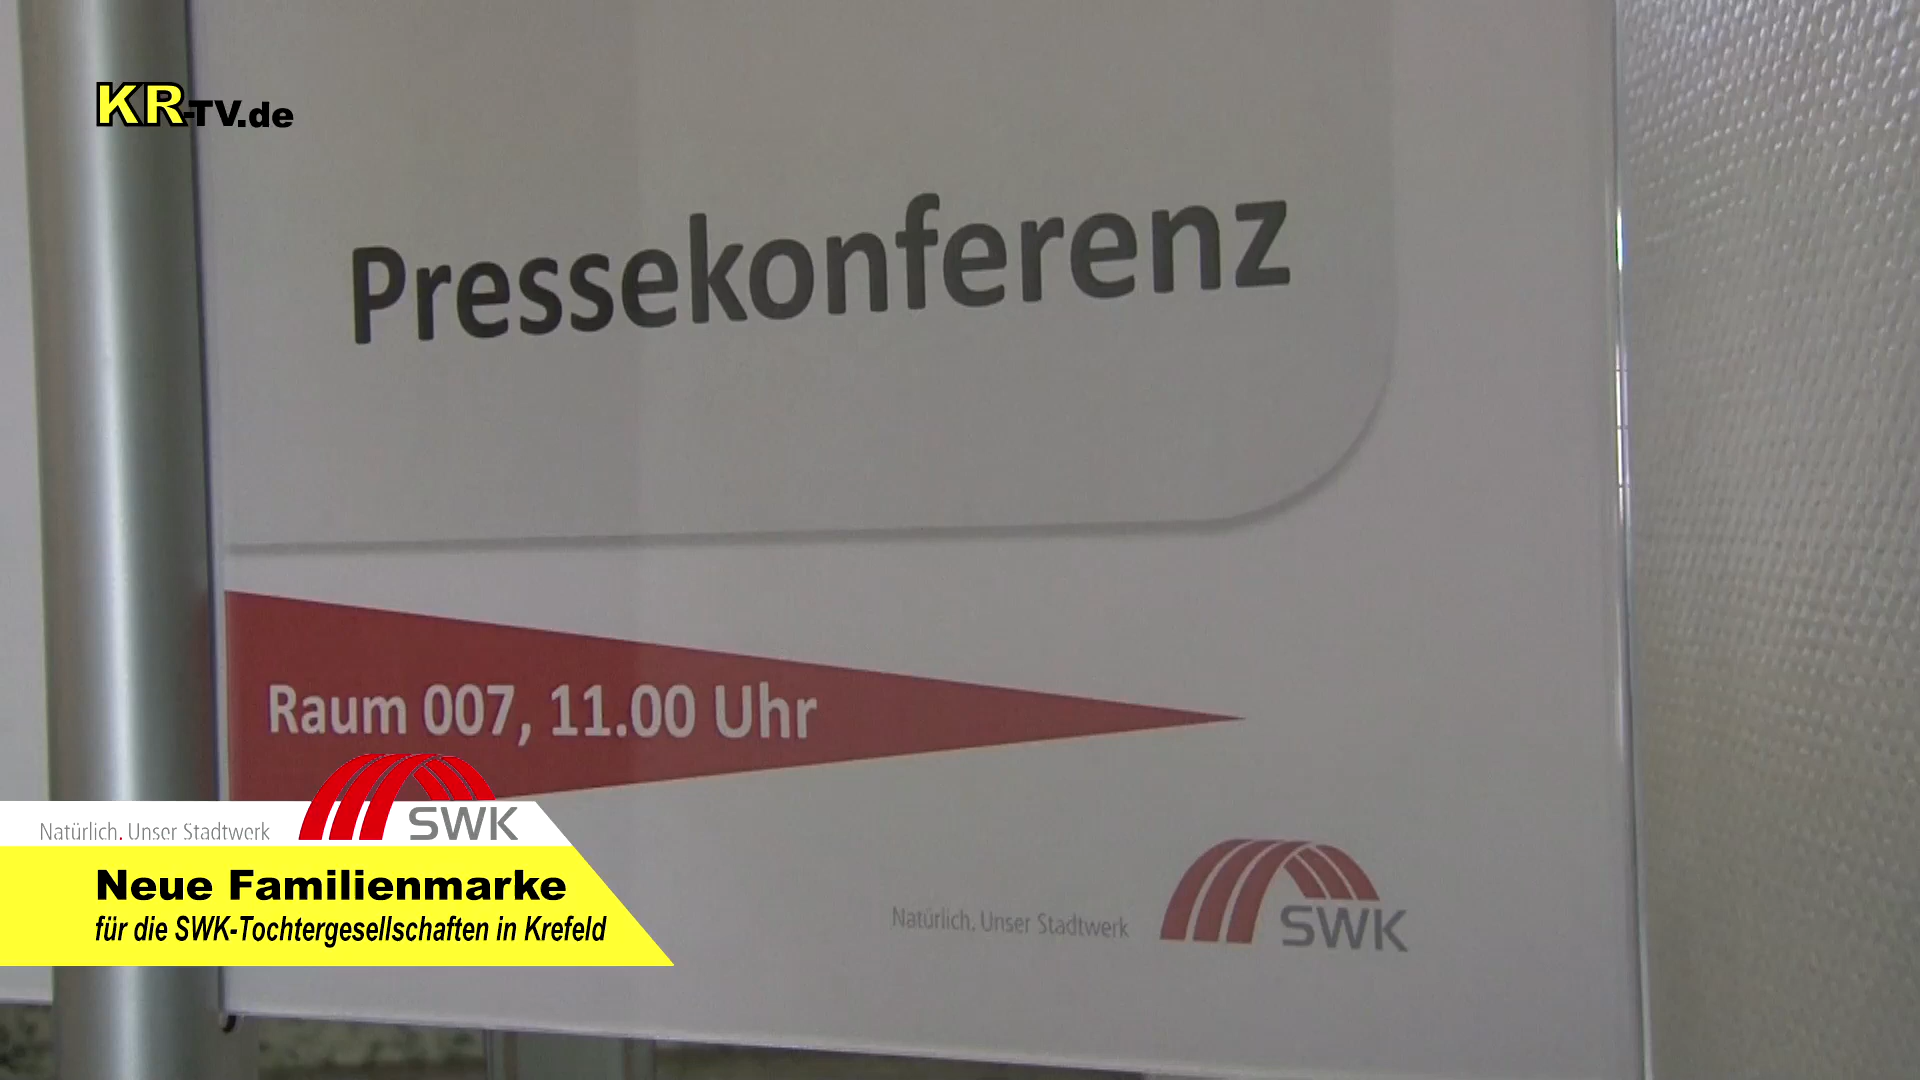 KR-TV.de
Pressekonferenz
Raum 007, 11.00 Uhr
Natürlich. Unser Stadtwerk SWK
Neue Familienmarke
für die SWK-Tochtergesellschaften in Krefeld
Natürlich. Unser Stadtwerk SWK